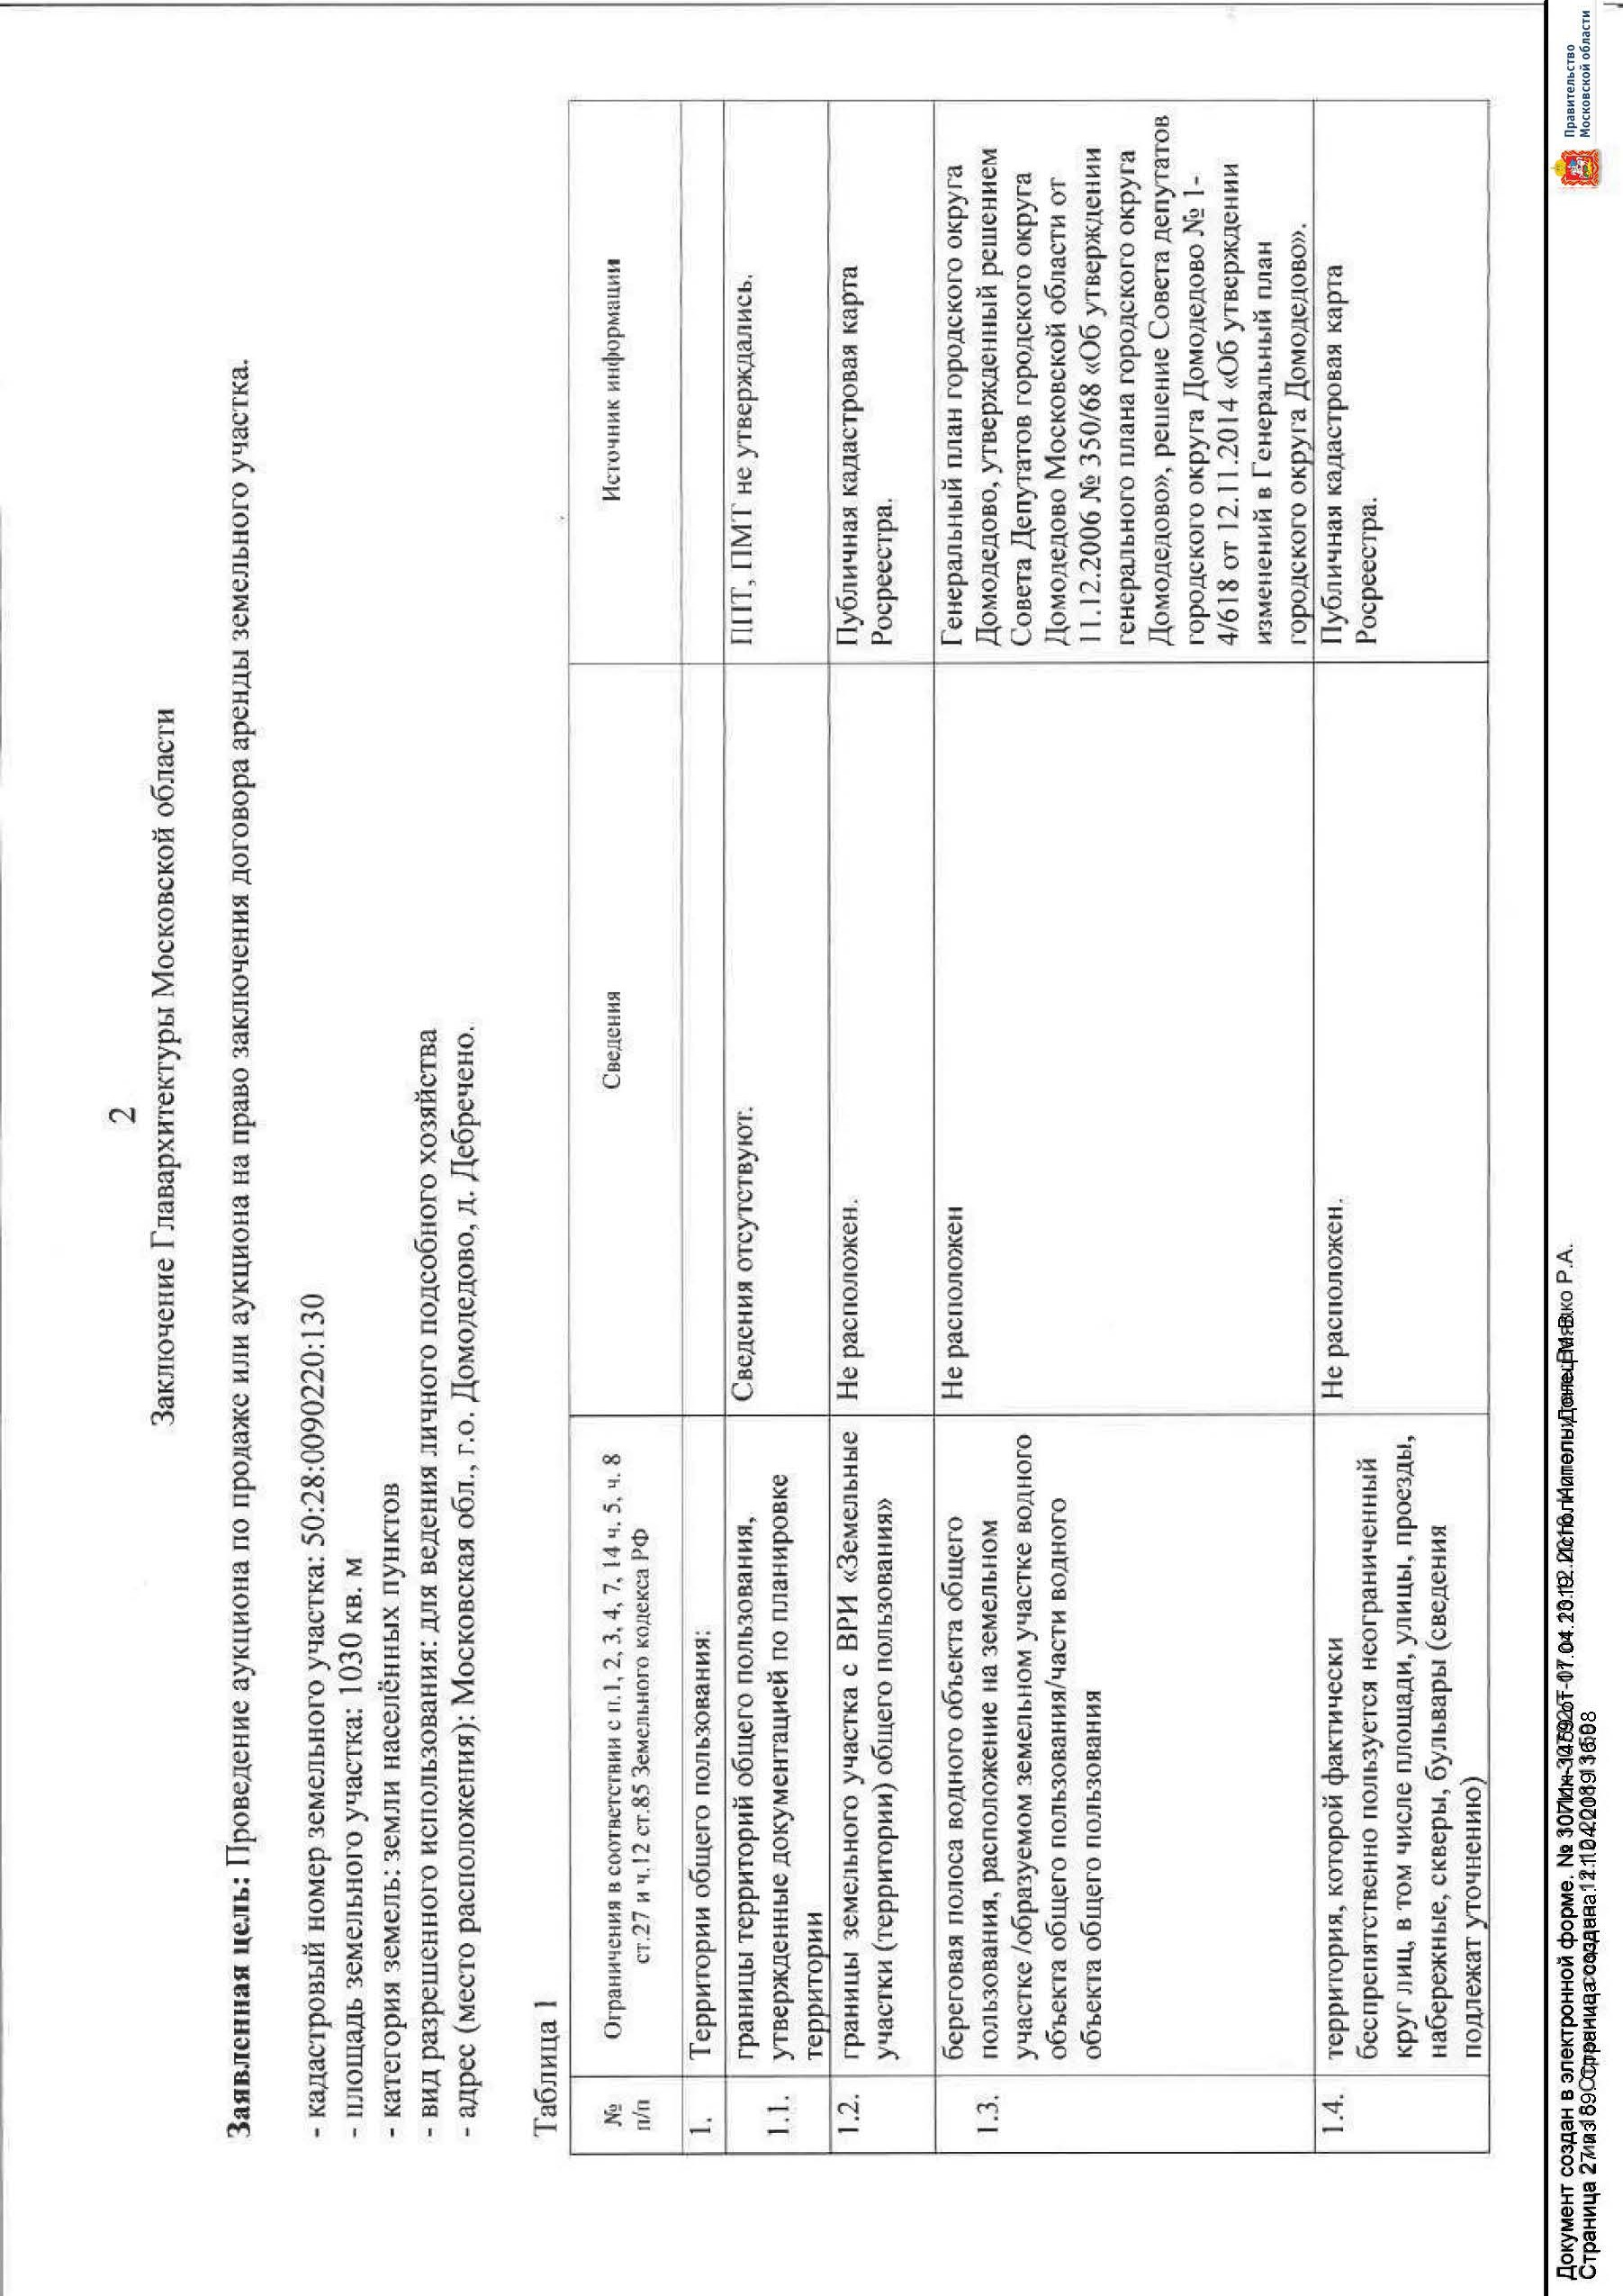 2
Заключение Главархитектуры Московской области
Заявленная цель: Проведение аукциона по продаже или аукциона на право заключения договора аренды земельного участка.
- кадастровый номер земельного участка: 50:28:0090220:130
- площадь земельного участка: 1030 кв. м
- категория земель: земли населённых пунктов
- вид разрешенного использования: для ведения личного подсобного хозяйства
- адрес (место расположения): Московская обл., г.о. Домодедово, д. Дебречено.
Таблица 1
№
п/п
Ограничения в соответствии с п.1, 2, 3, 4, 7, 14 ч. 5, ч. 8
ст.27 и ч.12 ст.85 Земельного кодекса РФ
Сведения
Источник информации
1.
Территории общего пользования:
1.1.
границы территорий общего пользования,
утвержденные документацией по планировке
территории
Сведения отсутствуют.
ППТ, ПМТ не утверждались.
1.2.
границы земельного участка с ВРИ «Земельные
участки (территории) общего пользования»
Не расположен.
Публичная кадастровая карта
Росреестра.
1.3.
береговая полоса водного объекта общего
пользования, расположение на земельном
участке /образуемом земельном участке водного
объекта общего пользования/части водного
объекта общего пользования
Не расположен
Генеральный план городского округа
Домодедово, утвержденный решением
Совета Депутатов городского округа
Домодедово Московской области от
11.12.2006 № 350/68 «Об утверждении
генерального плана городского округа
Домодедово», решение Совета депутатов
городского округа Домодедово № 1-
4/618 от 12.11.2014 «Об утверждении
изменений в Генеральный план
городского округа Домодедово».
1.4.
территория, которой фактически
беспрепятственно пользуется неограниченный
круг лиц, в том числе площади, улицы, проезды,
набережные, скверы, бульвары (сведения
подлежат уточнению)
Не расположен.
Публичная кадастровая карта
Росреестра.
Документ создан в электронной форме. №
Страница
Правительство
Московской области